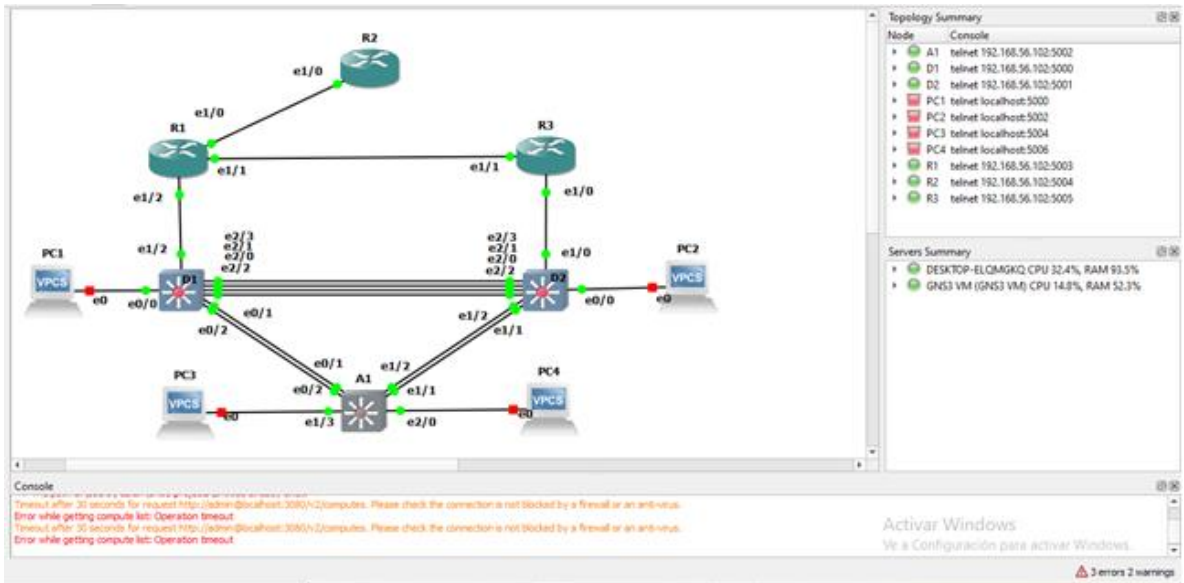 R2
e1/0
e1/0
R1
R3
e1/1
e1/1
e1/2
e1/0
e2/3
e2/1
e2/0
e2/2
e2/3
e2/1
e2/0
e2/2
PC1
e1/2
e1/0
PC2
VPCS
D1
D2
VPCS
e0
e0/0
e0/0
e0
e0/1
e0/2
e1/2
e1/1
e0/1
e1/2
PC3
e0/2
A1
e1/1
PC4
VPCS
VPCS
e0
e1/3
e2/0
e0
Topology Summary
Node Console
A1 telnet 192.168.56.102:5002
D1 telnet 192.168.56.102:5000
D2 telnet 192.168.56.102:5001
PC1 telnet localhost:5000
PC2 telnet localhost:5002
PC3 telnet localhost:5004
PC4 telnet localhost:5006
R1 telnet 192.168.56.102:5003
R2 telnet 192.168.56.102:5004
R3 telnet 192.168.56.102:5005
Servers Summary
DESKTOP-ELQMGKQ CPU 32.4%, RAM 93.5%
GNS3 VM (GNS3 VM) CPU 14.8%, RAM 52.3%
Console
Timeout after 30 seconds for request http://admin@localhost:3080/v2/computes. Please check the connection is not blocked by a firewall or an anti-virus.
Error while getting compute list: Operation timeout
Timeout after 30 seconds for request http://admin@localhost:3080/v2/computes. Please check the connection is not blocked by a firewall or an anti-virus.
Error while getting compute list: Operation timeout
Activar Windows
Ve a Configuración para activar Windows.
3 errors 2 warnings